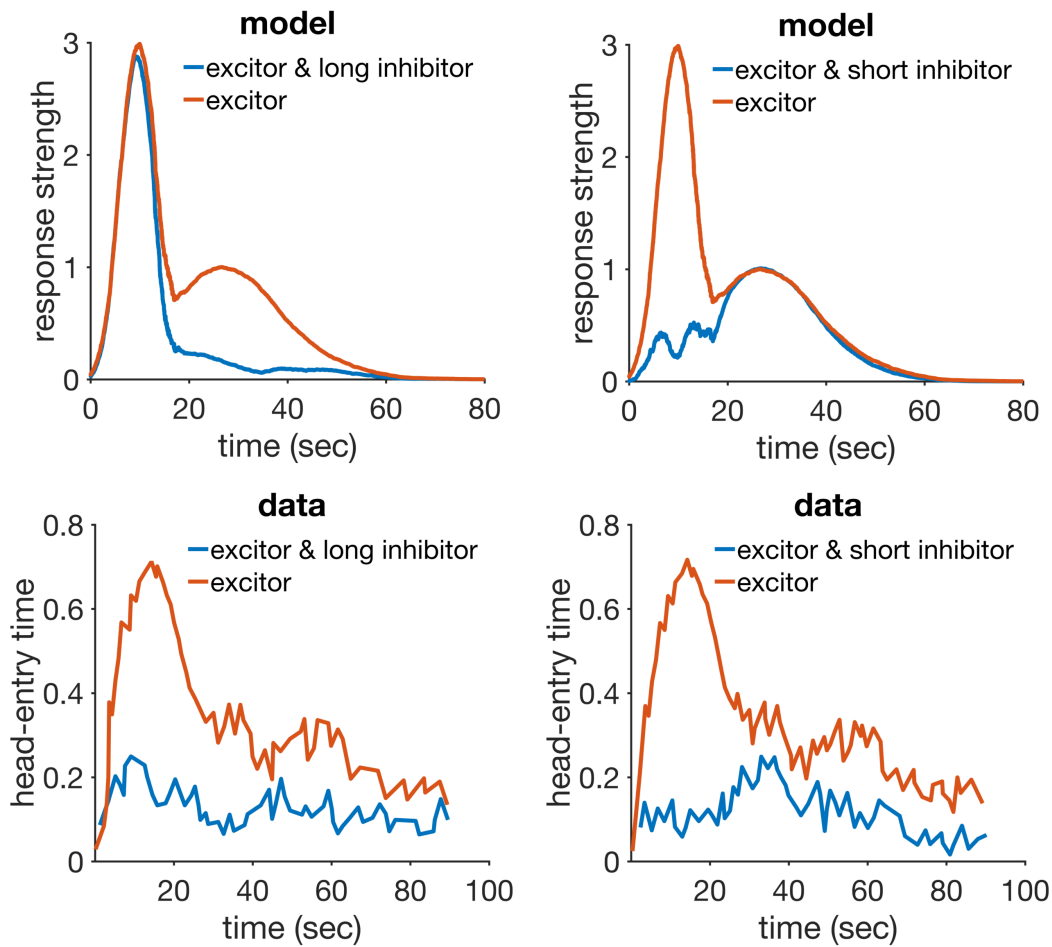 model
3
2
1
0
response strength
excitor & long inhibitor
excitor
0 20 40 60 80
time (sec)
model
3
2
1
0
response strength
excitor & short inhibitor
excitor
0 20 40 60 80
time (sec)
data
0.8
0.6
0.4
0.2
0
head-entry time
excitor & long inhibitor
excitor
20 40 60 80 100
time (sec)
data
0.8
0.6
0.4
0.2
0
head-entry time
excitor & short inhibitor
excitor
20 40 60 80 100
time (sec)